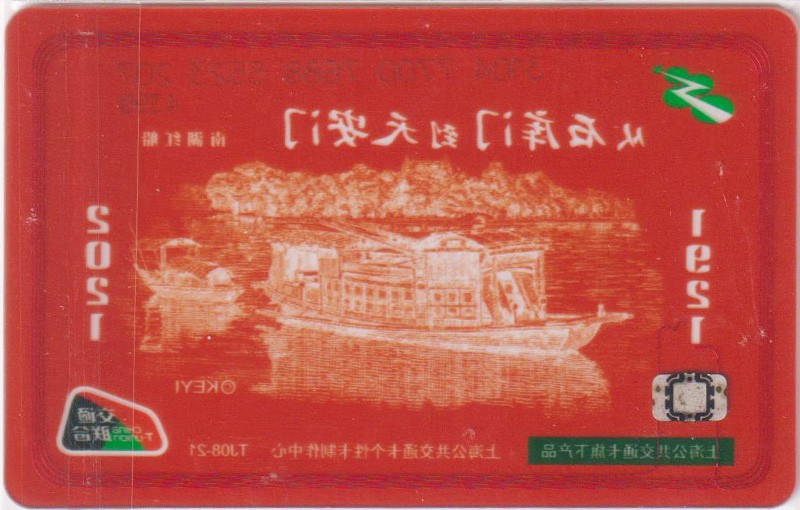 从石库门到天安门
南湖红船
1921
2021
©KEYI
上海公共交通卡旗下产品
上海公共交通卡个性卡制作中心 TJ08-21
交通
联合
China
T-Union